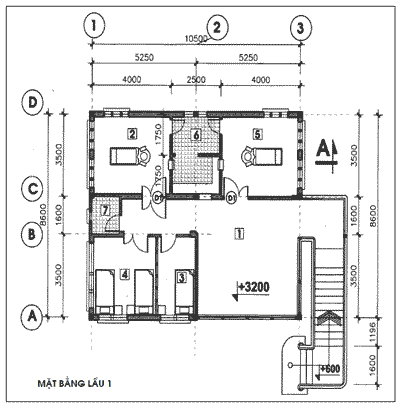 1 2 3
10500
5250 5250
4000 2500 4000
D
2 6 5
1750
3500 3500
A
1750
C
D1 D1
7
8600 1600 1 1600 8600
B
4 3
3500 +3200 3500
A
1196
1600
+600
MẶT BẰNG LẦU 1